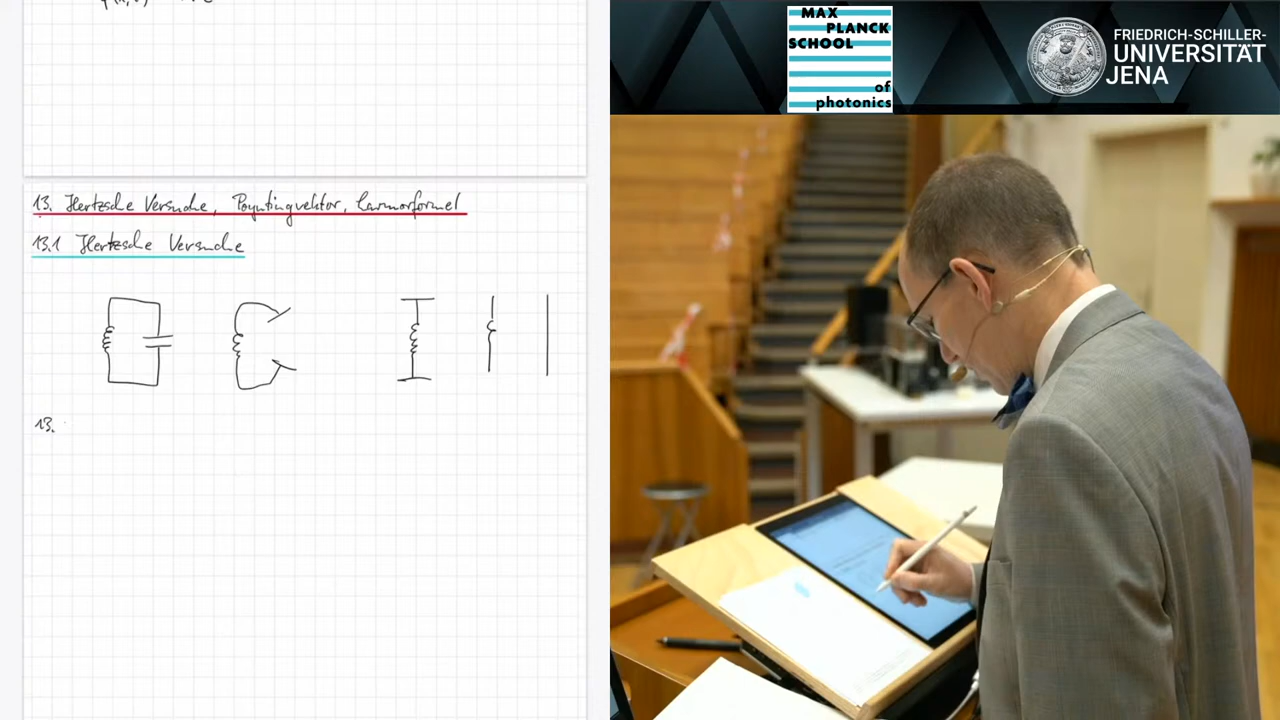 13. Hertzsche Versuche, Poyntingvektor, Larmorformel
13.1 Hertzsche Versuche
13.
MAX
PLANCK
SCHOOL
of
photonics
FRIEDRICH-SCHILLER-
UNIVERSITÄT
JENA